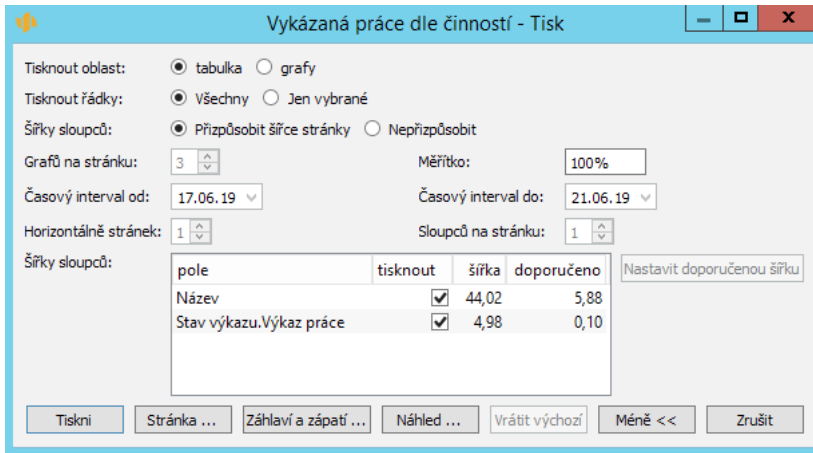 Vykázaná práce dle činností - Tisk
Tisknout oblast: tabulka grafy
Tisknout řádky: Všechny Jen vybrané
Šířky sloupců: Přizpůsobit šířce stránky Nepřizpůsobit
Grafů na stránku: 3 Měřítko: 100%
Časový interval od: 17.06.19 Časový interval do: 21.06.19
Horizontálně stránek: 1 Sloupců na stránku: 1
Šířky sloupců:
pole tisknout šířka doporučeno Nastavit doporučenou šířku
Název 44,02 5,88
Stav výkazu.Výkaz práce 4,98 0,10
Tiskni Stránka ... Záhlaví a zápatí ... Náhled ... Vrátit výchozí Méně << Zrušit